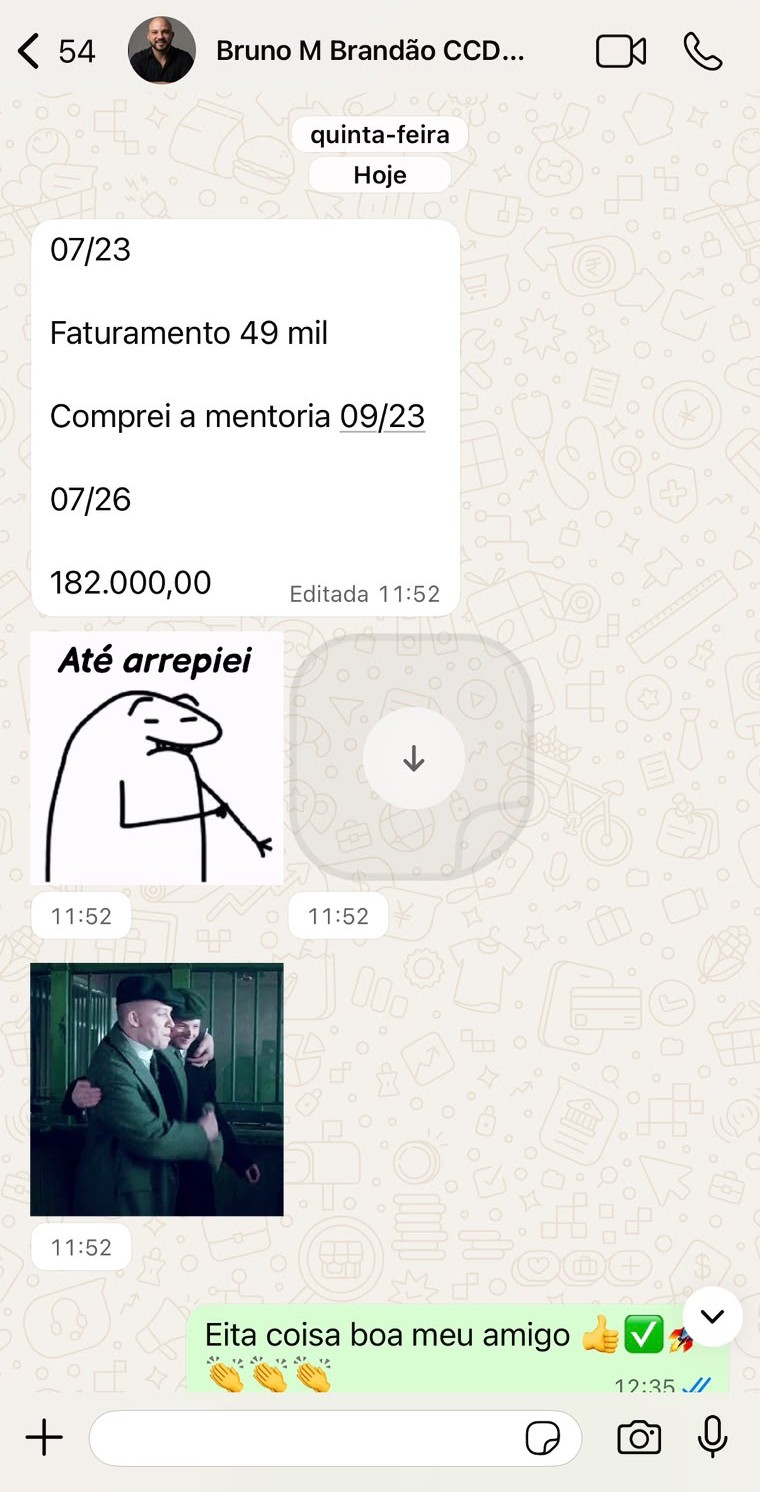 54
Bruno M Brandão CCD...
quinta-feira
Hoje
07/23
Faturamento 49 mil
Comprei a mentoria 09/23
07/26
182.000,00
Editada 11:52
Até arrepiei
11:52
11:52
11:52
Eita coisa boa meu amigo 👍✅🚀
👏👏👏
12:35